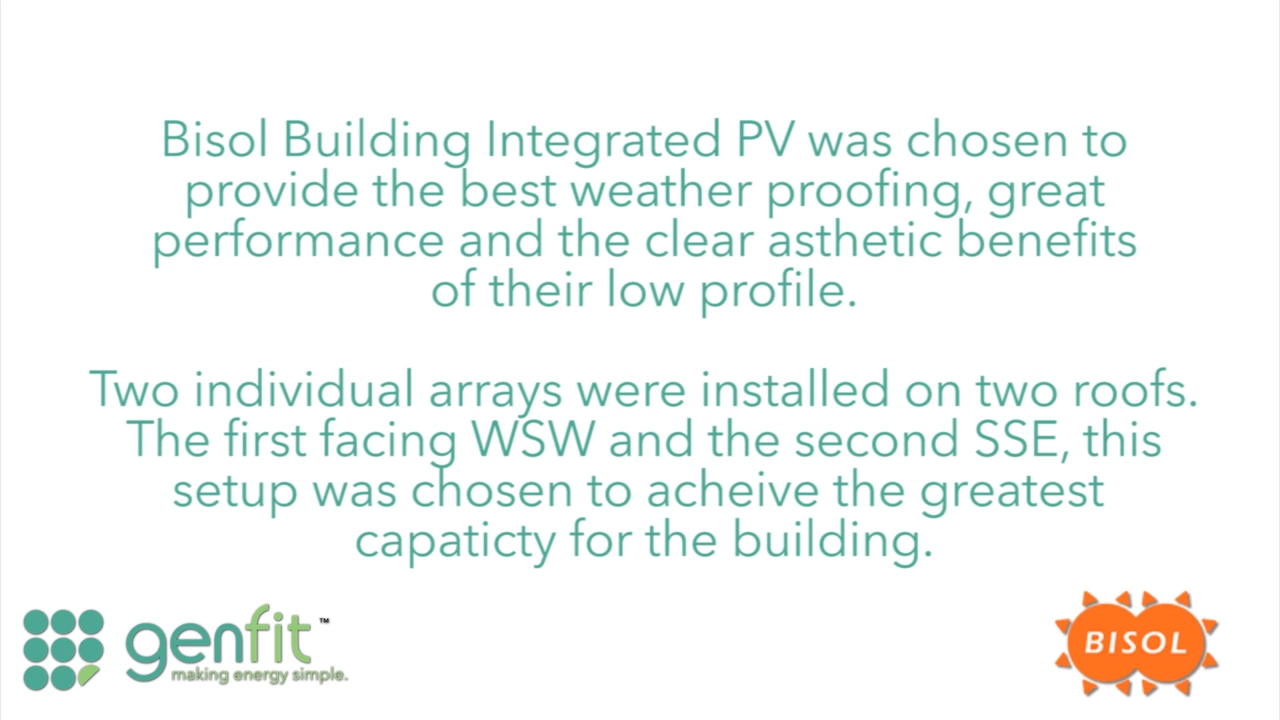 Bisol Building Integrated PV was chosen to
provide the best weather proofing, great
performance and the clear asthetic benefits
of their low profile.
Two individual arrays were installed on two roofs.
The first facing WSW and the second SSE, this
setup was chosen to acheive the greatest
capaticty for the building.
genfit™
making energy simple.
BISOL